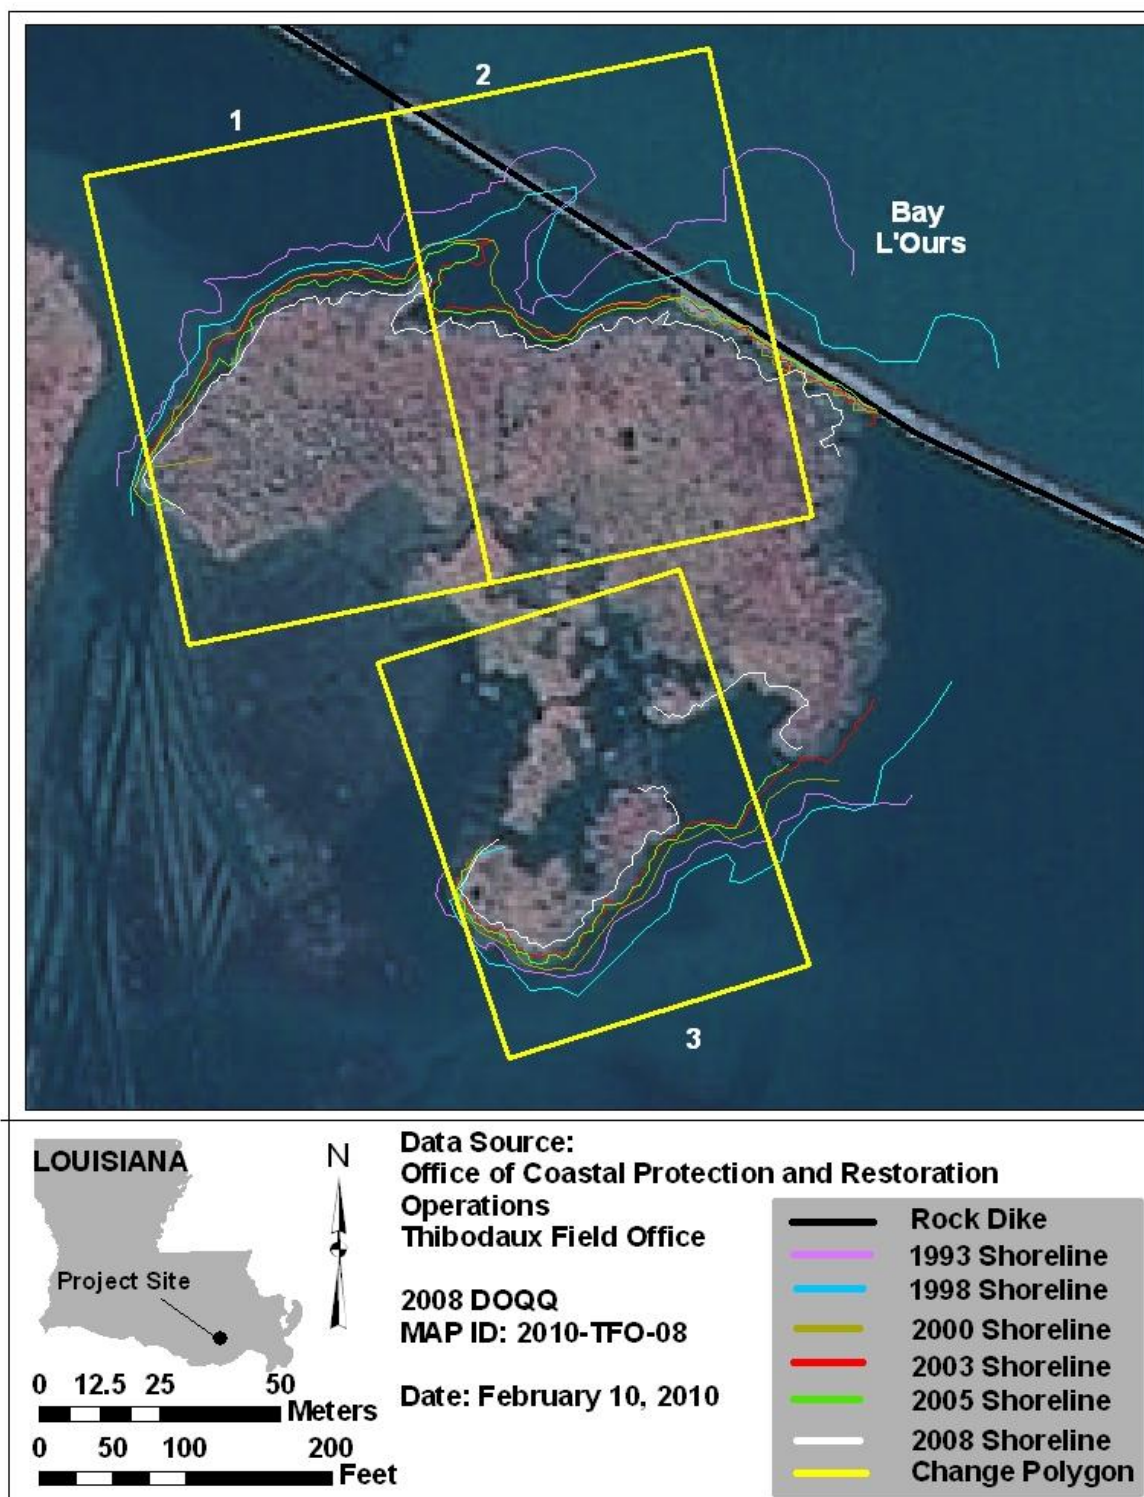 2
1
Bay
L'Ours
3
LOUISIANA
Project Site
N
0 12.5 25 50
Meters
0 50 100 200
Feet
Data Source:
Office of Coastal Protection and Restoration
Operations
Thibodaux Field Office
2008 DOQQ
MAP ID: 2010-TFO-08
Date: February 10, 2010
Rock Dike
1993 Shoreline
1998 Shoreline
2000 Shoreline
2003 Shoreline
2005 Shoreline
2008 Shoreline
Change Polygon